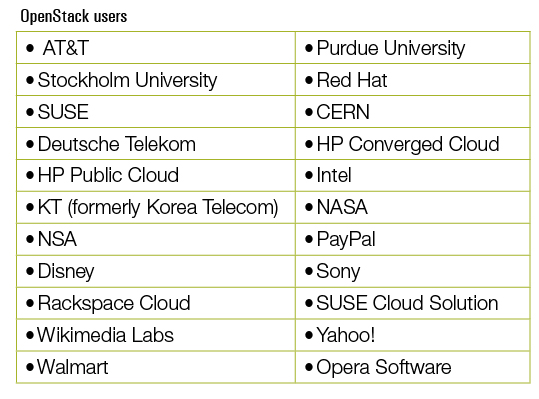 OpenStack users
• AT&T
• Purdue University
• Stockholm University
• Red Hat
• SUSE
• CERN
• Deutsche Telekom
• HP Converged Cloud
• HP Public Cloud
• Intel
• KT (formerly Korea Telecom)
• NASA
• NSA
• PayPal
• Disney
• Sony
• Rackspace Cloud
• SUSE Cloud Solution
• Wikimedia Labs
• Yahoo!
• Walmart
• Opera Software